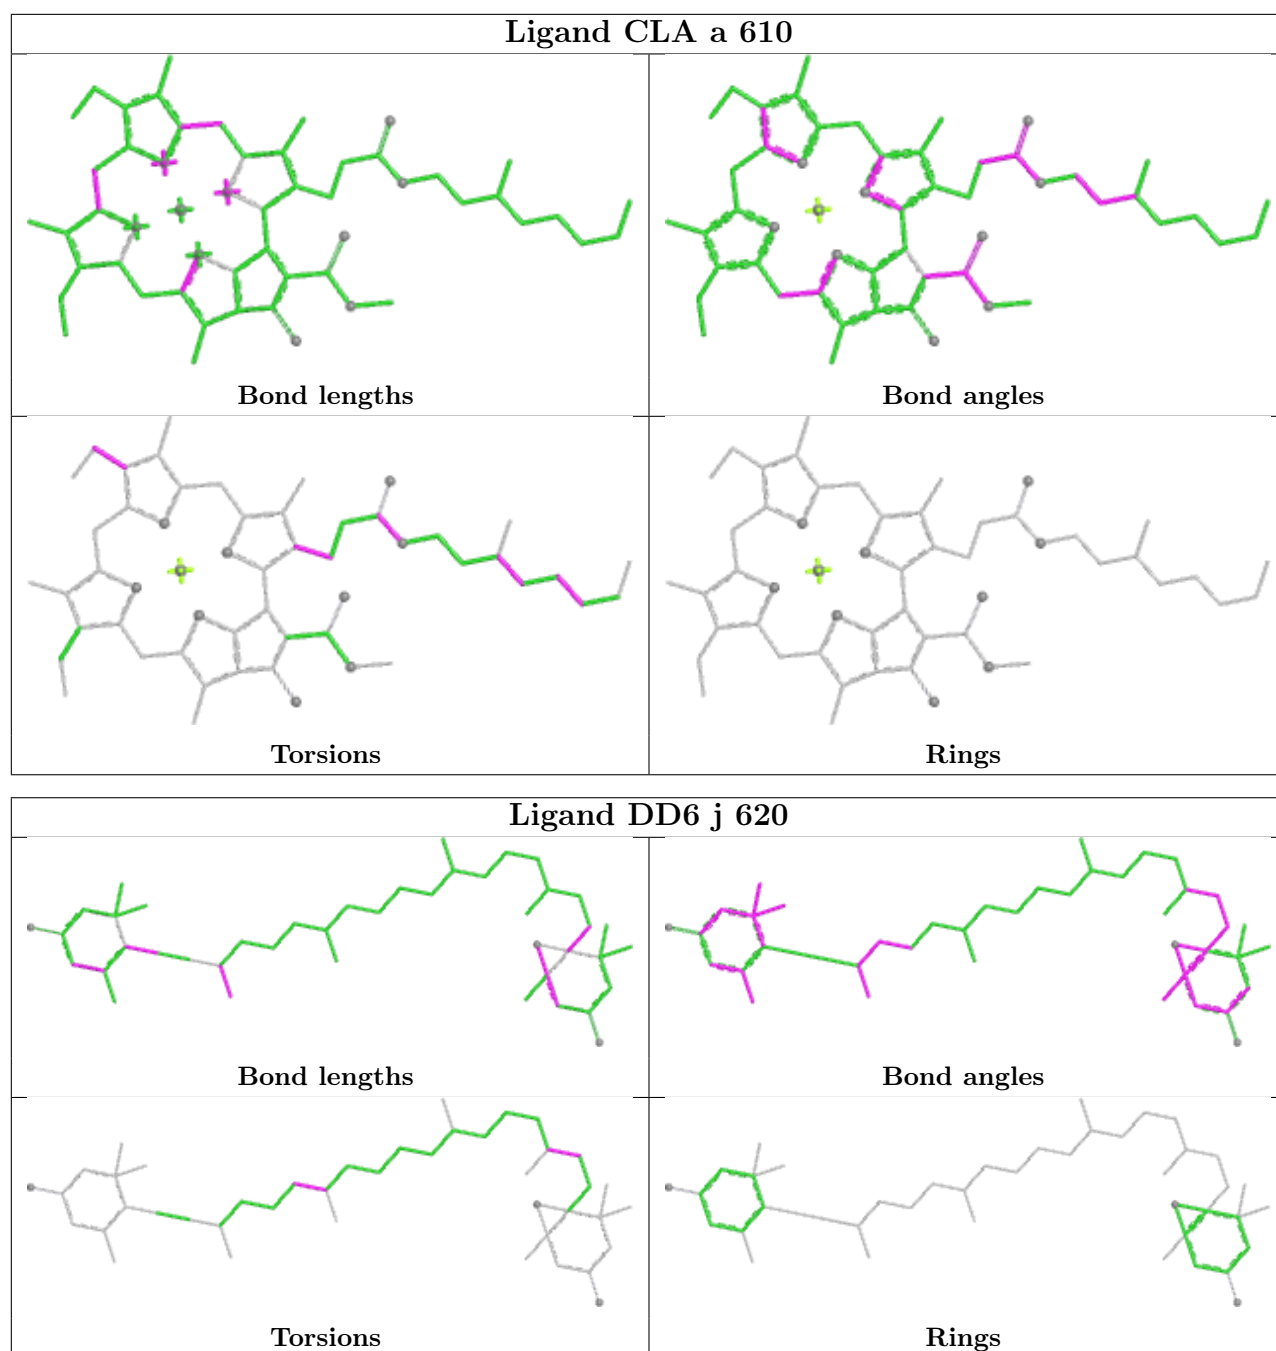 Ligand CLA a 610
Bond lengths
Bond angles
Torsions
Rings
Ligand DD6 j 620
Bond lengths
Bond angles
Torsions
Rings